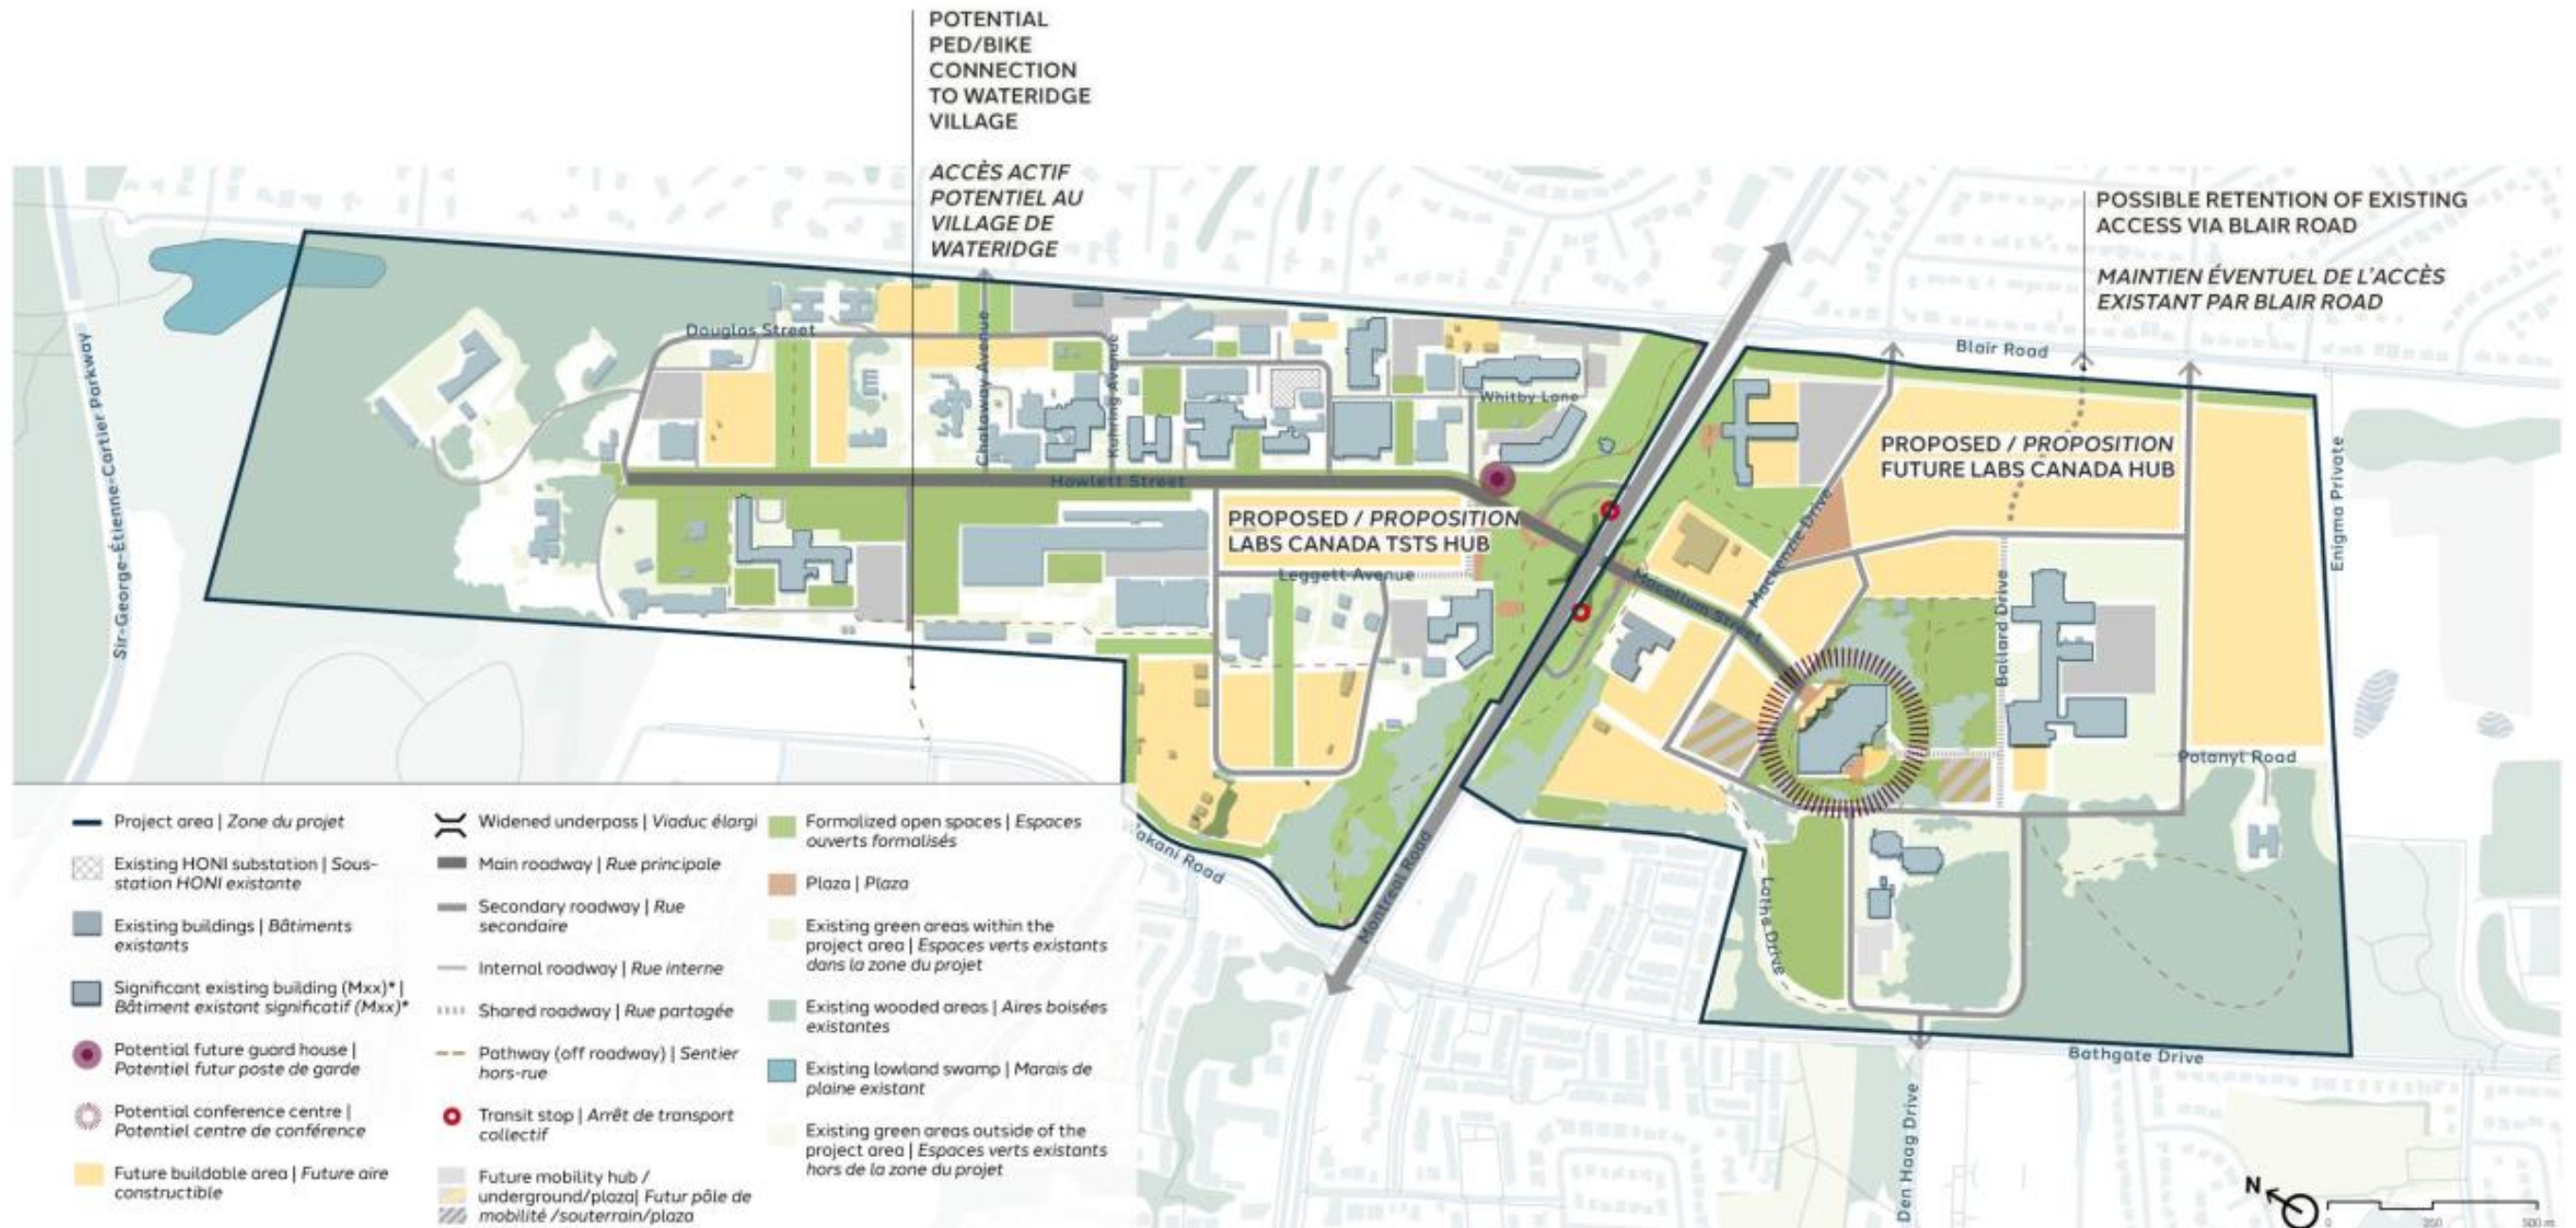 POTENTIAL
PED/BIKE
CONNECTION
TO WATERIDGE
VILLAGE
ACCÈS ACTIF
POTENTIEL AU
VILLAGE DE
WATERIDGE
POSSIBLE RETENTION OF EXISTING
ACCESS VIA BLAIR ROAD
MAINTIEN ÉVENTUEL DE L'ACCÈS
EXISTANT PAR BLAIR ROAD
Sir-George-Étienne-Cartier Parkway
Douglas Street
Chataway Avenue
Kuhring Avenue
Whitby Lane
Howlett Street
PROPOSED / PROPOSITION
LABS CANADA TSTS HUB
Leggett Avenue
Blair Road
PROPOSED / PROPOSITION
FUTURE LABS CANADA HUB
Enigma Private
Mackenzie Drive
Macallum Street
Ballard Drive
Polanyl Road
Wakani Road
Montreal Road
Lathe Drive
Bathgate Drive
Den Haag Drive
Project area | Zone du projet
Existing HONI substation | Sous-
station HONI existante
Existing buildings | Bâtiments
existants
Significant existing building (Mxx)* |
Bâtiment existant significatif (Mxx)*
Potential future guard house |
Potentiel futur poste de garde
Potential conference centre |
Potentiel centre de conférence
Future buildable area | Future aire
constructible
Widened underpass | Viaduc élargi
Main roadway | Rue principale
Secondary roadway | Rue
secondaire
Internal roadway | Rue interne
Shared roadway | Rue partagée
Pathway (off roadway) | Sentier
hors-rue
Transit stop | Arrêt de transport
collectif
Future mobility hub /
underground/plaza| Futur pôle de
mobilité /souterrain/plaza
Formalized open spaces | Espaces
ouverts formalisés
Plaza | Plaza
Existing green areas within the
project area | Espaces verts existants
dans la zone du projet
Existing wooded areas | Aires boisées
existantes
Existing lowland swamp | Marais de
plaine existant
Existing green areas outside of the
project area | Espaces verts existants
hors de la zone du projet
N
0 250 500 m